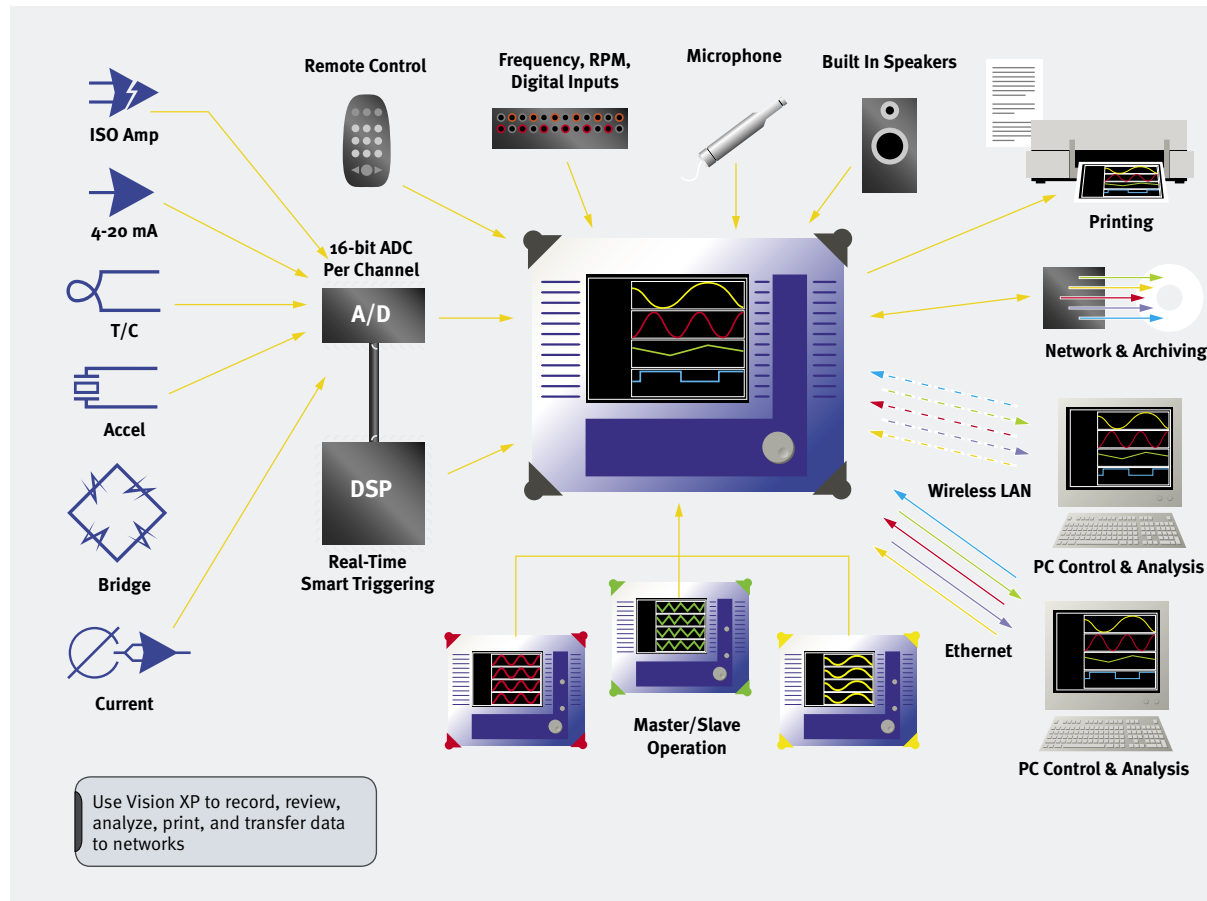 Remote Control
Frequency, RPM,
Digital Inputs
Microphone
Built In Speakers
ISO Amp
4-20 mA
T/C
Accel
Bridge
Current
16-bit ADC
Per Channel
A/D
DSP
Real-Time
Smart Triggering
Printing
Network & Archiving
Wireless LAN
PC Control & Analysis
Ethernet
PC Control & Analysis
Master/Slave
Operation
Use Vision XP to record, review,
analyze, print, and transfer data
to networks